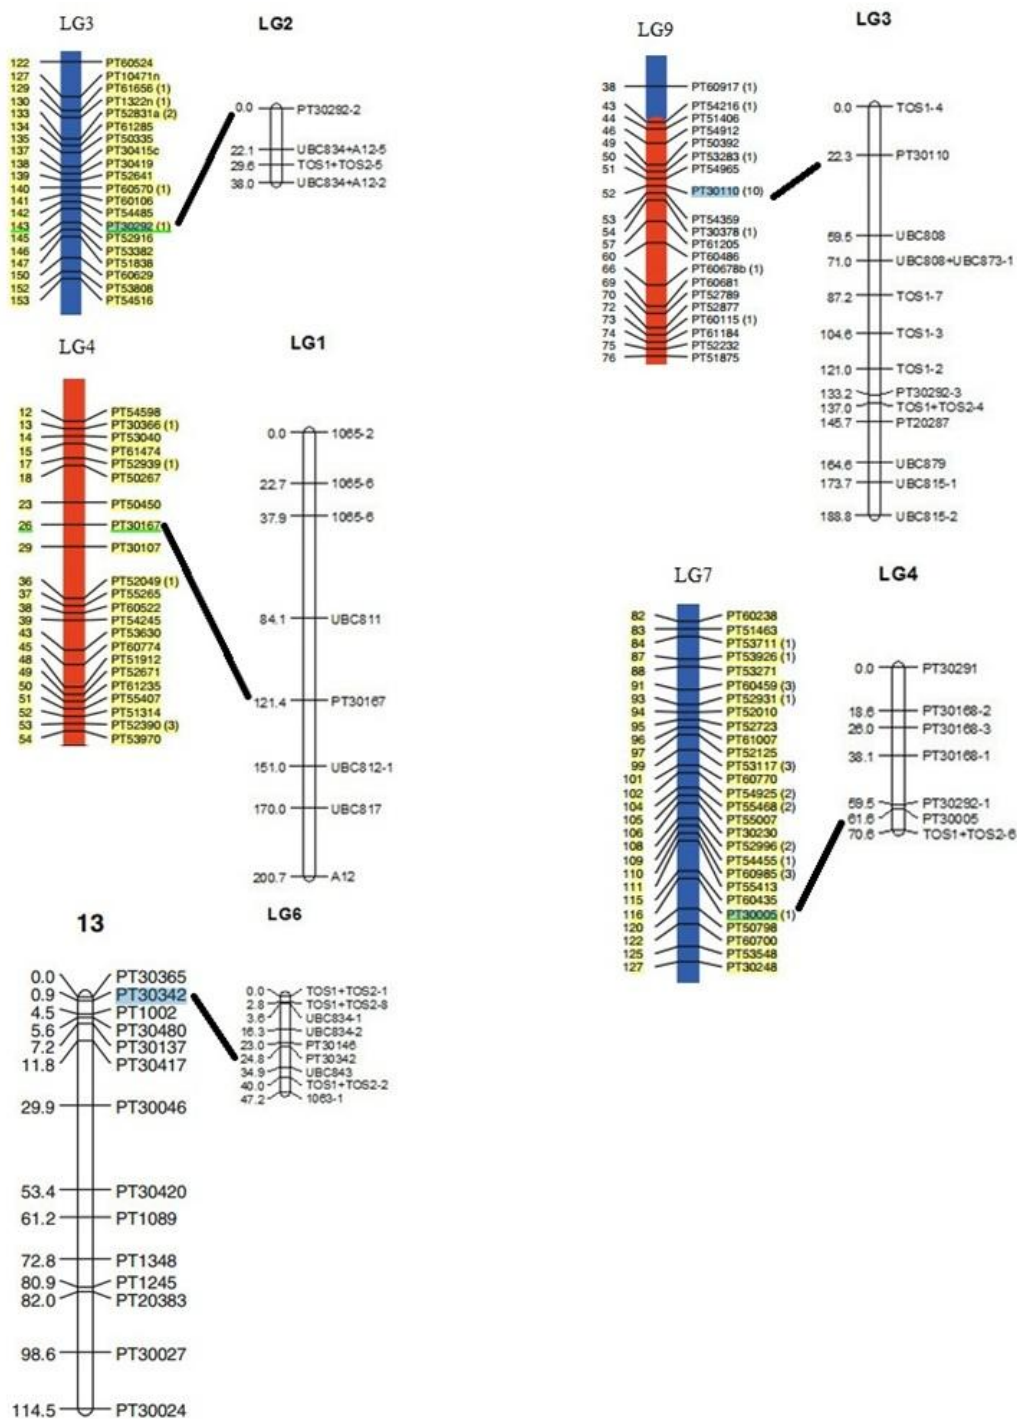 LG3
122 PT60524
127 PT10471n
129 PT61656 (1)
130 PT1322n (1)
133 PT52831a (2)
134 PT61285
135 PT50335
137 PT30415c
138 PT30419
139 PT52641
140 PT60570 (1)
141 PT60106
142 PT54485
143 PT30292 (1)
145 PT52916
146 PT53382
147 PT51838
150 PT60629
152 PT53808
153 PT54516
LG2
0.0 PT30292-2
22.1 UBC834+A12-5
29.6 TOS1+TOS2-5
38.0 UBC834+A12-2
LG9
38 PT60917 (1)
43 PT54216 (1)
44 PT51406
46 PT54912
49 PT50392
50 PT53283 (1)
51 PT54965
52 PT30110 (10)
53 PT54359
54 PT30378 (1)
57 PT61205
60 PT60486
66 PT60678b (1)
69 PT60681
70 PT52789
72 PT52877
73 PT60115 (1)
74 PT61184
75 PT52232
76 PT51875
LG3
0.0 TOS1-4
22.3 PT30110
59.5 UBC808
71.0 UBC808+UBC873-1
87.2 TOS1-7
104.6 TOS1-3
121.0 TOS1-2
133.2 PT30292-3
137.0 TOS1+TOS2-4
145.7 PT20287
164.6 UBC879
173.7 UBC815-1
188.8 UBC815-2
LG4
12 PT54598
13 PT30366 (1)
14 PT53040
15 PT61474
17 PT52939 (1)
18 PT50267
23 PT50450
26 PT30167
29 PT30107
36 PT52049 (1)
37 PT55265
38 PT60522
39 PT54245
43 PT53630
45 PT60774
48 PT51912
49 PT52671
50 PT61235
51 PT55407
52 PT51314
53 PT52390 (3)
54 PT53970
LG1
0.0 1065-2
22.7 1065-6
37.9 1065-6
84.1 UBC811
121.4 PT30167
151.0 UBC812-1
170.0 UBC817
200.7 A12
LG7
82 PT60238
83 PT51463
84 PT53711 (1)
87 PT53926 (1)
88 PT53271
91 PT60459 (3)
93 PT52931 (1)
94 PT52010
95 PT52723
96 PT61007
97 PT52125
99 PT53117 (3)
101 PT60770
102 PT54925 (2)
104 PT55468 (2)
105 PT55007
106 PT30230
108 PT52996 (2)
109 PT54455 (1)
110 PT60985 (3)
111 PT55413
115 PT60435
116 PT30005 (1)
120 PT50798
122 PT60700
125 PT53548
127 PT30248
LG4
0.0 PT30291
18.6 PT30168-2
26.0 PT30168-3
38.1 PT30168-1
59.5 PT30292-1
61.6 PT30005
70.6 TOS1+TOS2-6
13
0.0 PT30365
0.9 PT30342
4.5 PT1002
5.6 PT30480
7.2 PT30137
11.8 PT30417
29.9 PT30046
53.4 PT30420
61.2 PT1089
72.8 PT1348
80.9 PT1245
82.0 PT20383
98.6 PT30027
114.5 PT30024
LG6
0.0 TOS1+TOS2-1
2.8 TOS1+TOS2-8
3.6 UBC834-1
16.3 UBC834-2
23.0 PT30146
24.8 PT30342
34.9 UBC843
40.0 TOS1+TOS2-2
47.2 1063-1